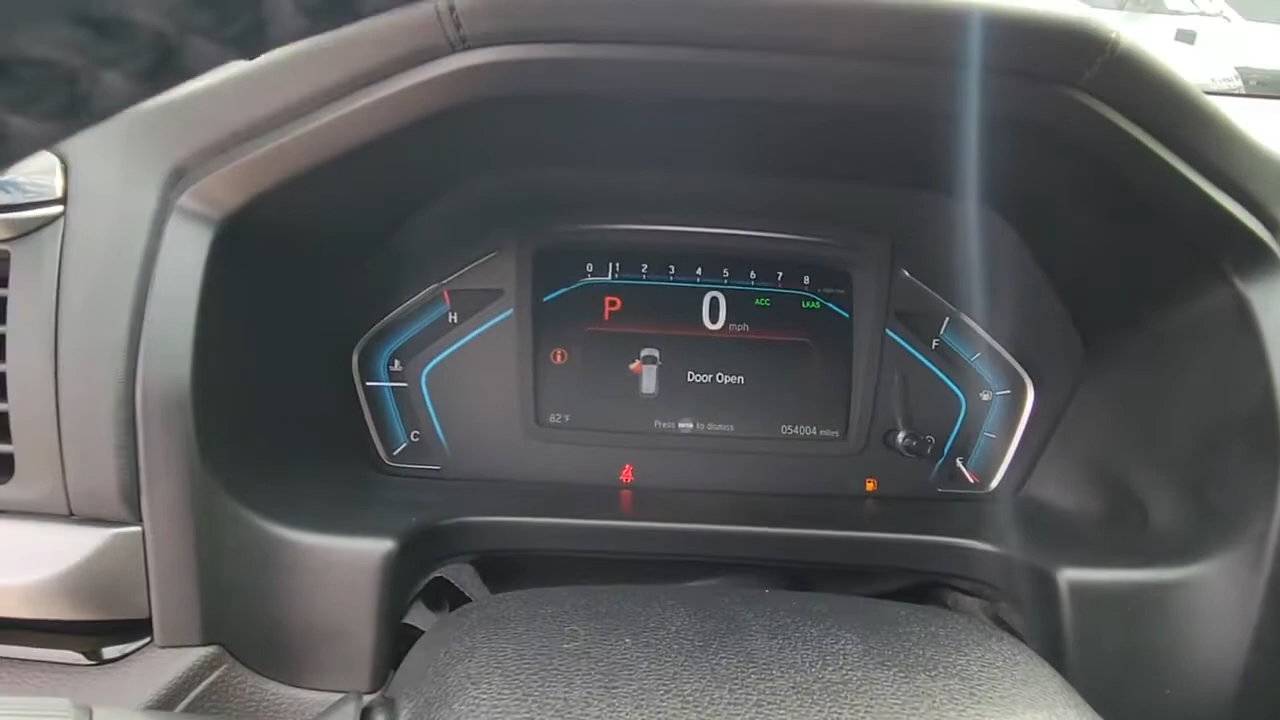 0 1 2 3 4 5 6 7 8
P 0 mph ACC LKAS
H
F
Door Open
C
82°F
Press ENTER to dismiss
054004 miles